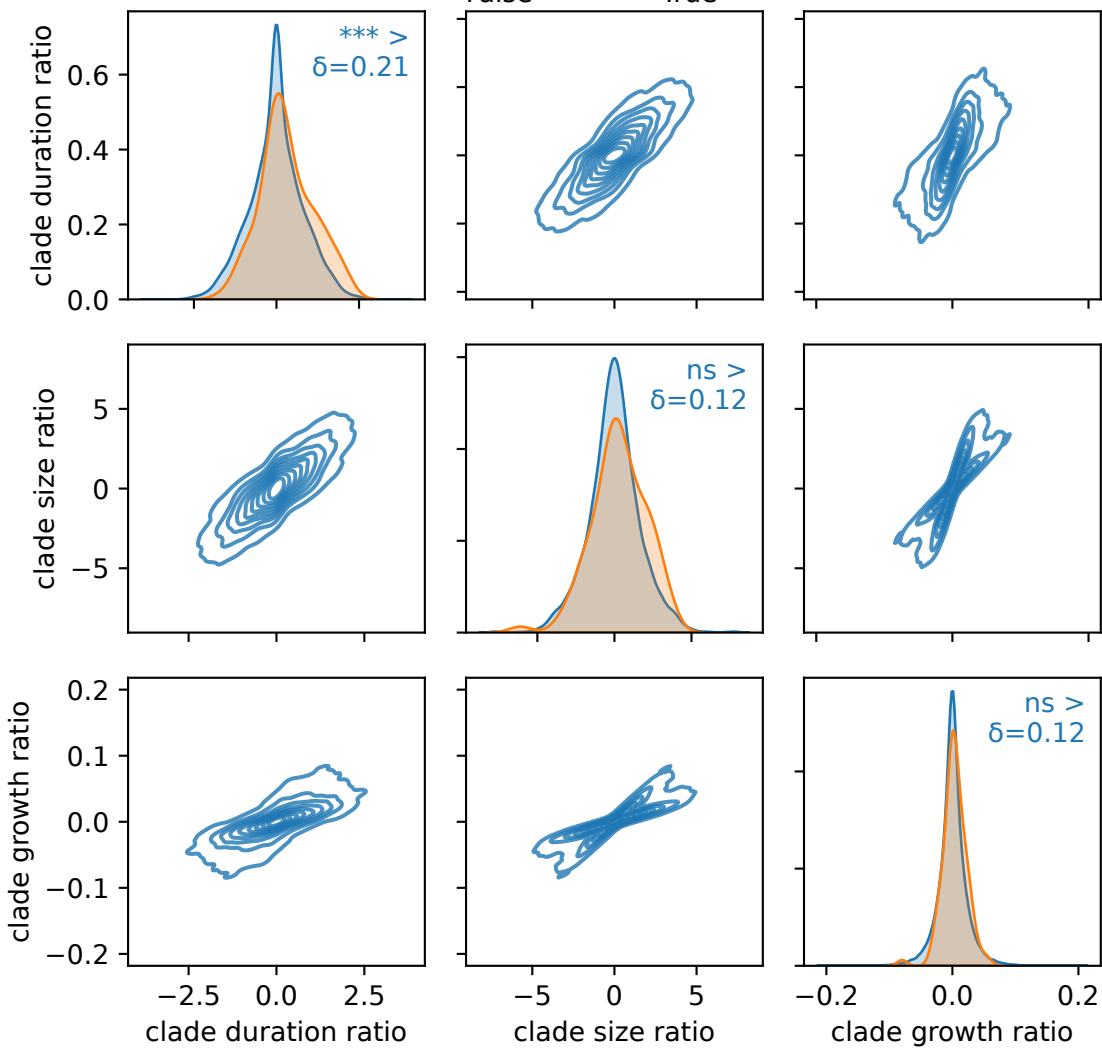 *** >
δ=0.21
clade duration ratio
0.6
0.4
0.2
0.0
ns >
δ=0.12
clade size ratio
5
0
−5
ns >
δ=0.12
clade growth ratio
0.2
0.1
0.0
−0.1
−0.2
−2.5 0.0 2.5
−5 0 5
−0.2 0.0 0.2
clade duration ratio
clade size ratio
clade growth ratio